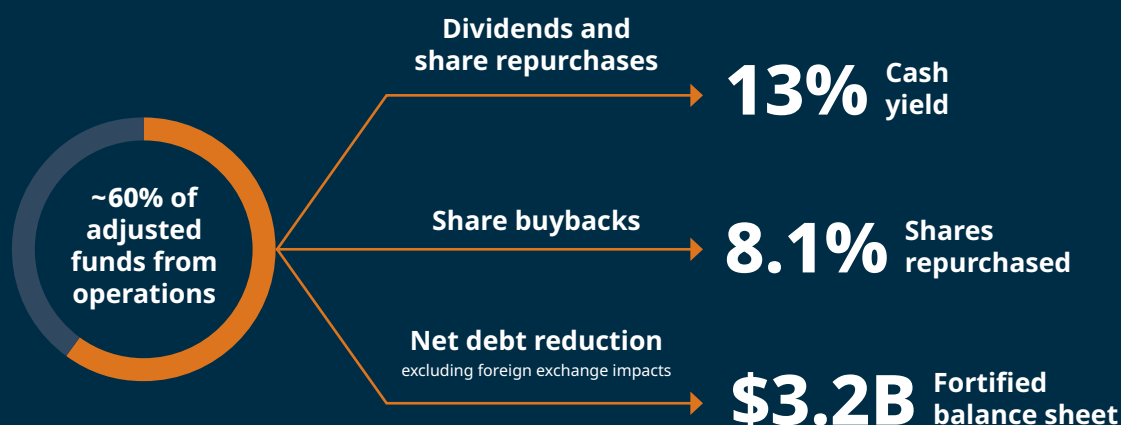 ~60% of
adjusted
funds from
operations
Dividends and
share repurchases
13%
Cash
yield
Share buybacks
8.1%
Shares
repurchased
Net debt reduction
excluding foreign exchange impacts
$3.2B
Fortified
balance sheet